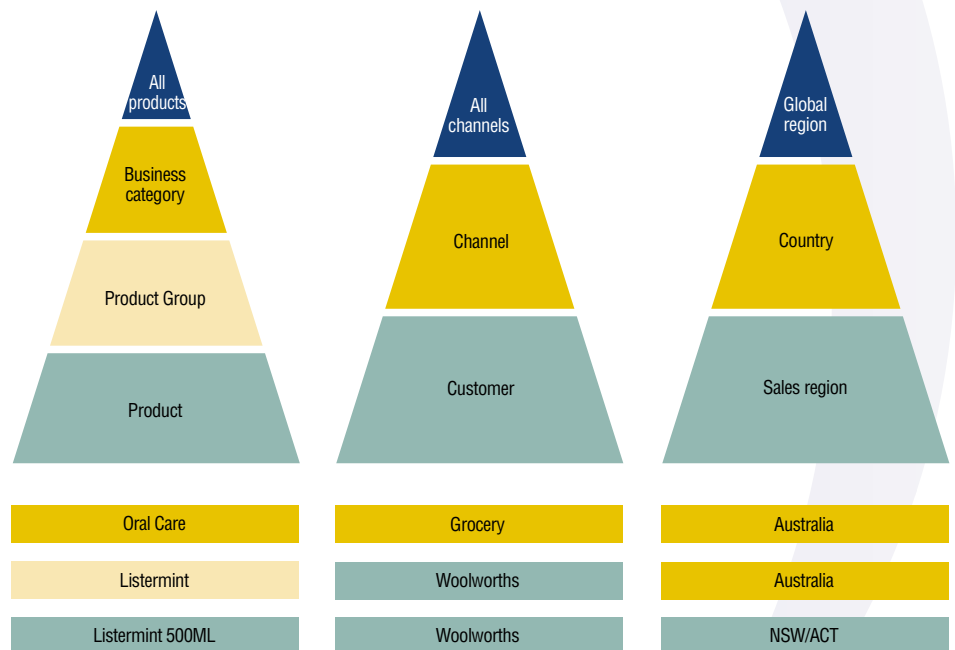 All
products
Business
category
Product Group
Product
All
channels
Channel
Customer
Global
region
Country
Sales region
Oral Care
Grocery
Australia
Listermint
Woolworths
Australia
Listermint 500ML
Woolworths
NSW/ACT